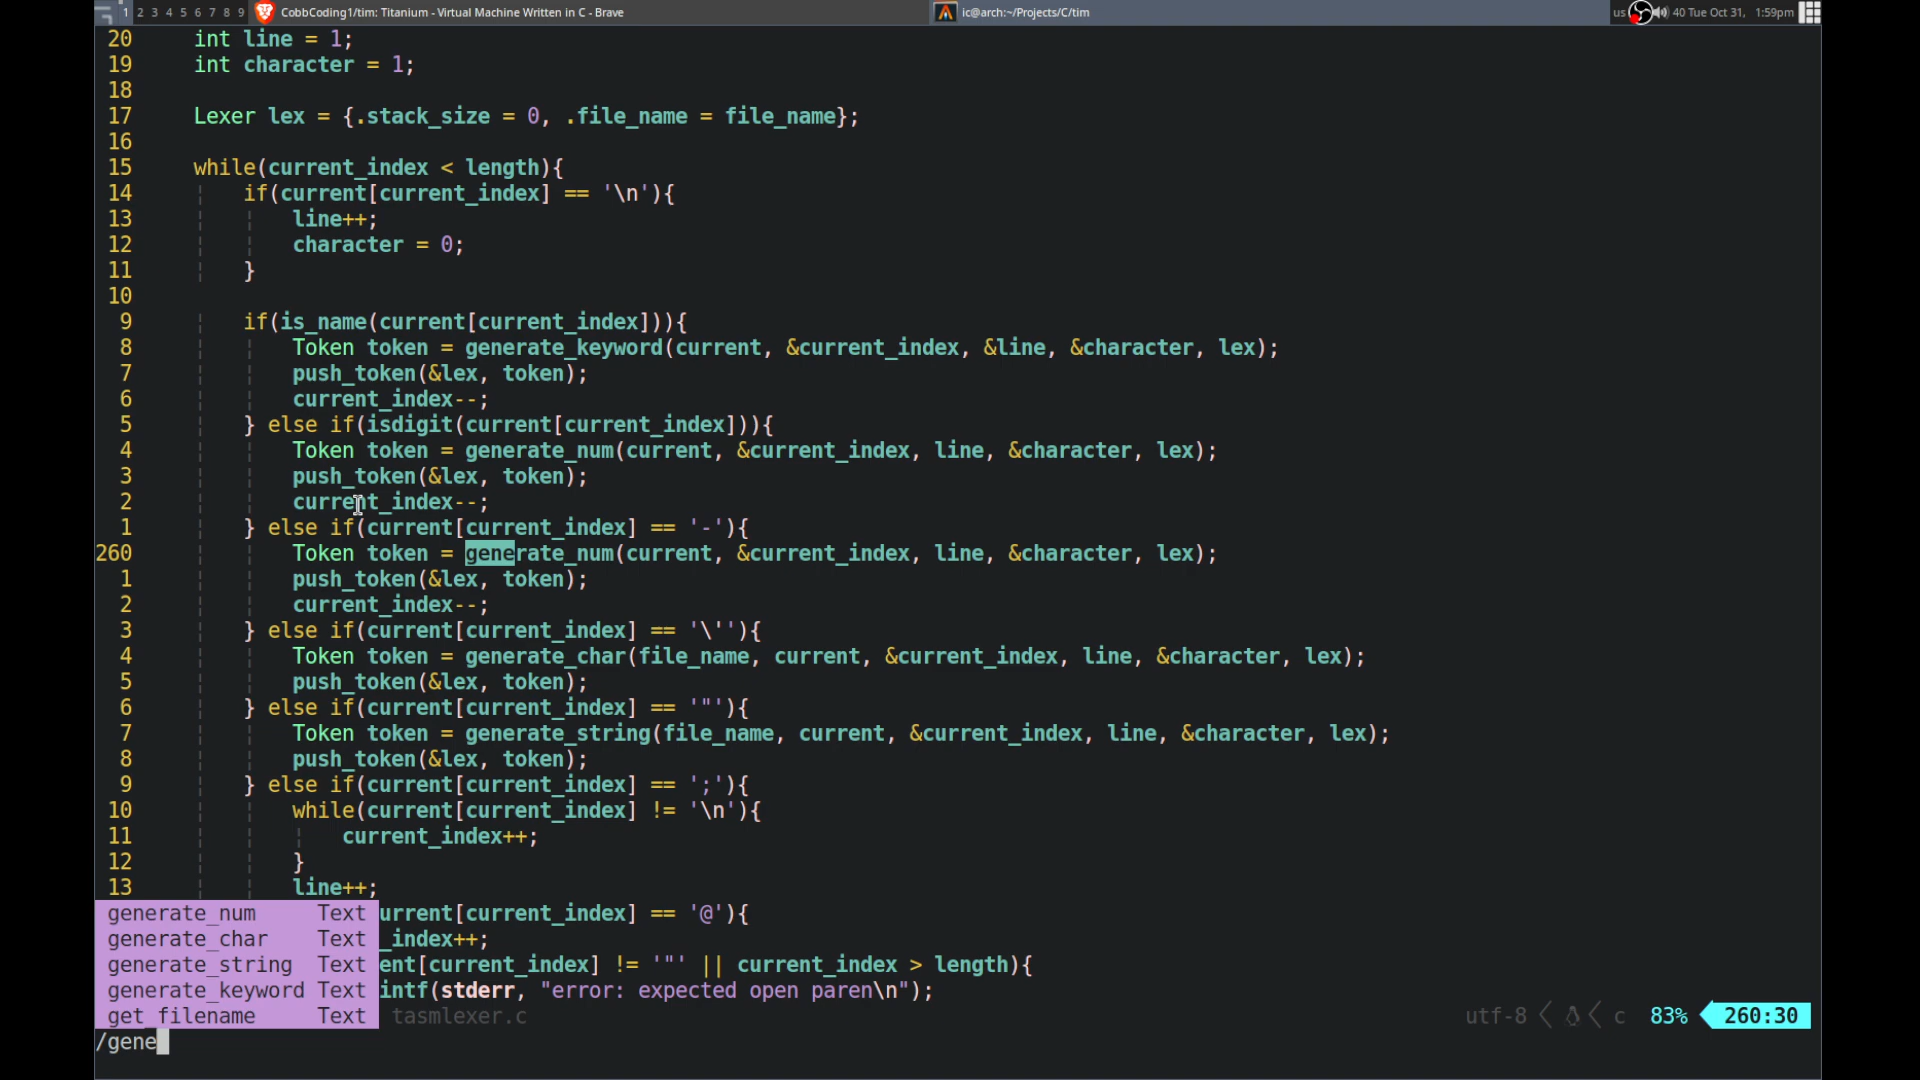 1 2 3 4 5 6 7 8 9 CobbCoding1/tim: Titanium - Virtual Machine Written in C - Brave ic@arch:~/Projects/C/tim us 40 Tue Oct 31, 1:59pm
20 int line = 1;
19 int character = 1;
18
17 Lexer lex = {.stack_size = 0, .file_name = file_name};
16
15 while(current_index < length){
14 if(current[current_index] == '\n'){
13 line++;
12 character = 0;
11 }
10
9 if(is_name(current[current_index])){
8 Token token = generate_keyword(current, &current_index, &line, &character, lex);
7 push_token(&lex, token);
6 current_index--;
5 } else if(isdigit(current[current_index])){
4 Token token = generate_num(current, &current_index, line, &character, lex);
3 push_token(&lex, token);
2 current_index--;
1 } else if(current[current_index] == '-'){
260 Token token = generate_num(current, &current_index, line, &character, lex);
1 push_token(&lex, token);
2 current_index--;
3 } else if(current[current_index] == '\''){
4 Token token = generate_char(file_name, current, &current_index, line, &character, lex);
5 push_token(&lex, token);
6 } else if(current[current_index] == '"'){
7 Token token = generate_string(file_name, current, &current_index, line, &character, lex);
8 push_token(&lex, token);
9 } else if(current[current_index] == ';'){
10 while(current[current_index] != '\n'){
11 current_index++;
12 }
13 line++;
generate_num Text urrent[current_index] == '@'){
generate_char Text _index++;
generate_string Text ent[current_index] != '"' || current_index > length){
generate_keyword Text intf(stderr, "error: expected open paren\n");
get_filename Text tasmlexer.c utf-8 c 83% 260:30
/gene